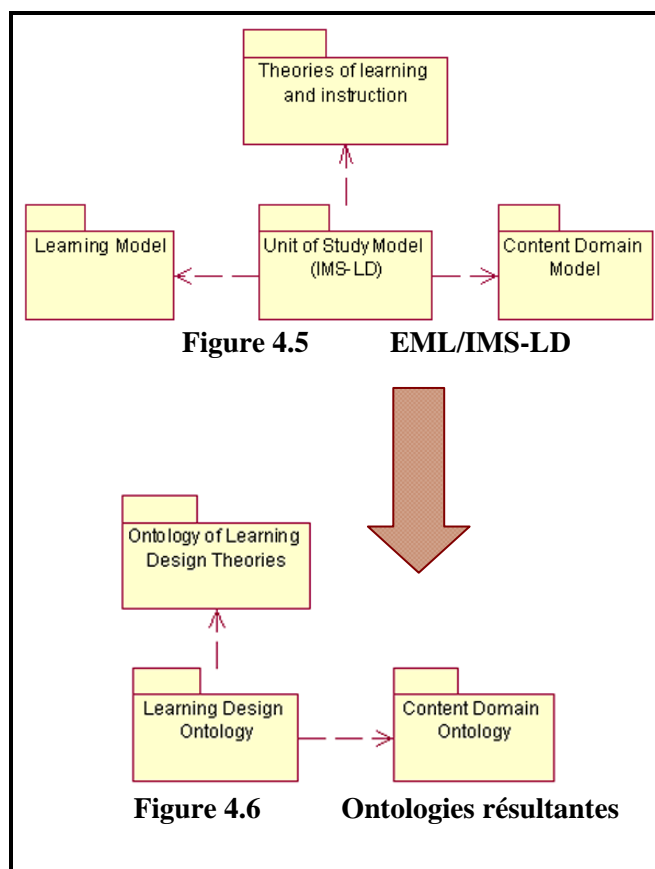 Theories of learning
and instruction
Learning Model
Unit of Study Model
(IMS-LD)
Content Domain
Model
Figure 4.5 EML/IMS-LD
Ontology of Learning
Design Theories
Learning Design
Ontology
Content Domain
Ontology
Figure 4.6 Ontologies résultantes